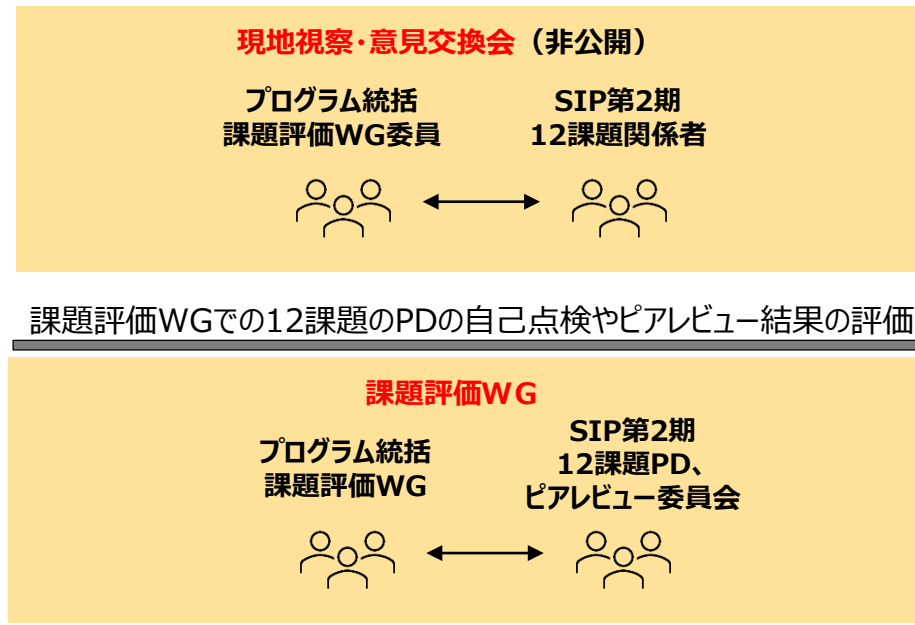 現地視察・意見交換会（非公開）
プログラム統括
課題評価WG委員
SIP第2期
12課題関係者
課題評価WGでの12課題のPDの自己点検やピアレビュー結果の評価
課題評価WG
プログラム統括
課題評価WG
SIP第2期
12課題PD、
ピアレビュー委員会